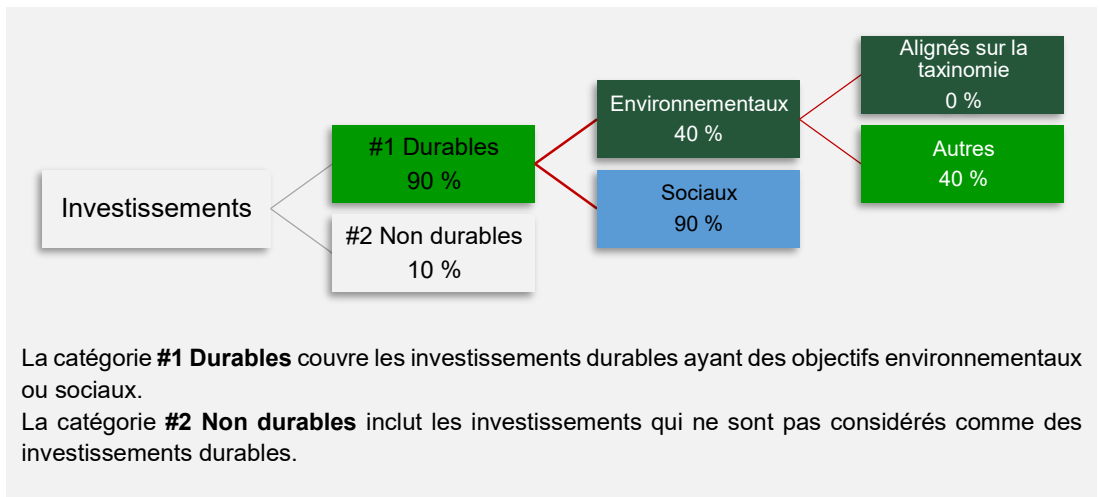 Investissements
#1 Durables
90 %
#2 Non durables
10 %
Environnementaux
40 %
Sociaux
90 %
Alignés sur la
taxinomie
0 %
Autres
40 %
La catégorie #1 Durables couvre les investissements durables ayant des objectifs environnementaux
ou sociaux.
La catégorie #2 Non durables inclut les investissements qui ne sont pas considérés comme des
investissements durables.